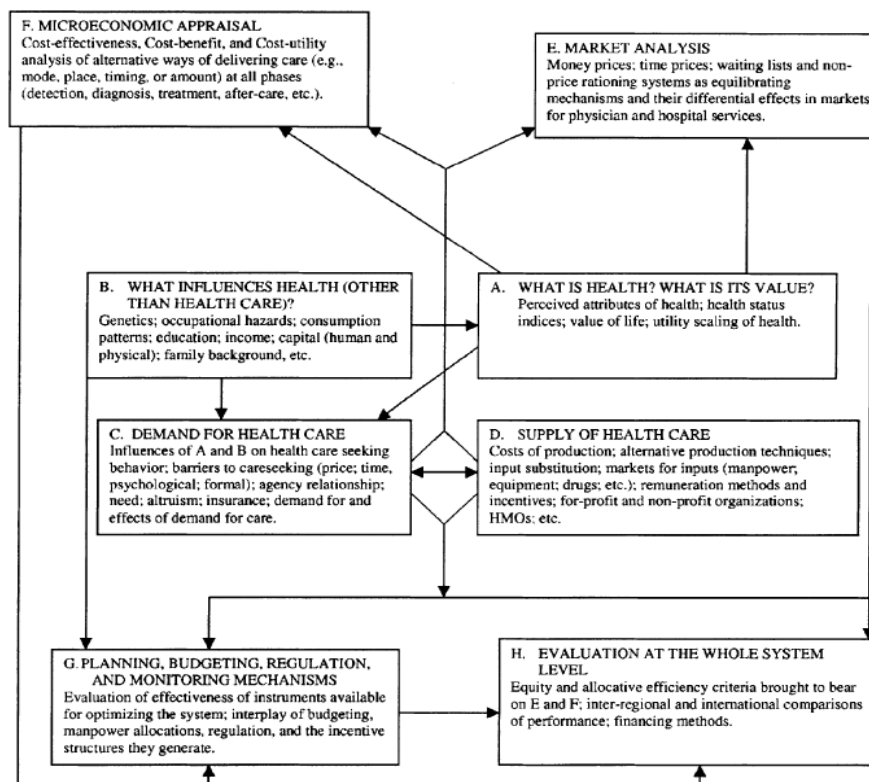 F. MICROECONOMIC APPRAISAL
Cost-effectiveness, Cost-benefit, and Cost-utility
analysis of alternative ways of delivering care (e.g.,
mode, place, timing, or amount) at all phases
(detection, diagnosis, treatment, after-care, etc.).
E. MARKET ANALYSIS
Money prices; time prices; waiting lists and non-
price rationing systems as equilibrating
mechanisms and their differential effects in markets
for physician and hospital services.
B. WHAT INFLUENCES HEALTH (OTHER
THAN HEALTH CARE)?
Genetics; occupational hazards; consumption
patterns; education; income; capital (human and
physical); family background, etc.
A. WHAT IS HEALTH? WHAT IS ITS VALUE?
Perceived attributes of health; health status
indices; value of life; utility scaling of health.
C. DEMAND FOR HEALTH CARE
Influences of A and B on health care seeking
behavior; barriers to careseeking (price; time,
psychological; formal); agency relationship;
need; altruism; insurance; demand for and
effects of demand for care.
D. SUPPLY OF HEALTH CARE
Costs of production; alternative production techniques;
input substitution; markets for inputs (manpower;
equipment; drugs; etc.); remuneration methods and
incentives; for-profit and non-profit organizations;
HMOs; etc.
G. PLANNING, BUDGETING, REGULATION,
AND MONITORING MECHANISMS
Evaluation of effectiveness of instruments available
for optimizing the system; interplay of budgeting,
manpower allocations, regulation, and the incentive
structures they generate.
H. EVALUATION AT THE WHOLE SYSTEM
LEVEL
Equity and allocative efficiency criteria brought to bear
on E and F; inter-regional and international comparisons
of performance; financing methods.